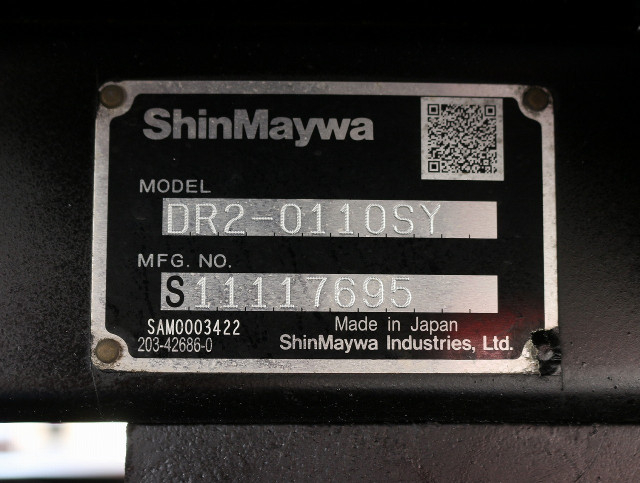 ShinMaywa
MODEL
DR2-0110SY
MFG. NO.
S11117695
SAM0003422
203-42686-0
Made in Japan
ShinMaywa Industries, Ltd.